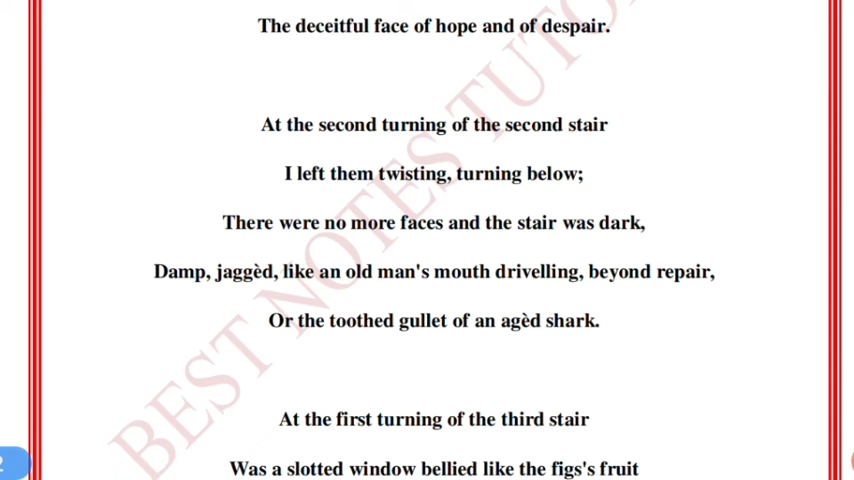 The deceitful face of hope and of despair.
At the second turning of the second stair
I left them twisting, turning below;
There were no more faces and the stair was dark,
Damp, jaggèd, like an old man's mouth drivelling, beyond repair,
Or the toothed gullet of an agèd shark.
At the first turning of the third stair
Was a slotted window bellied like the figs's fruit
BEST NOTES TUTOR
2